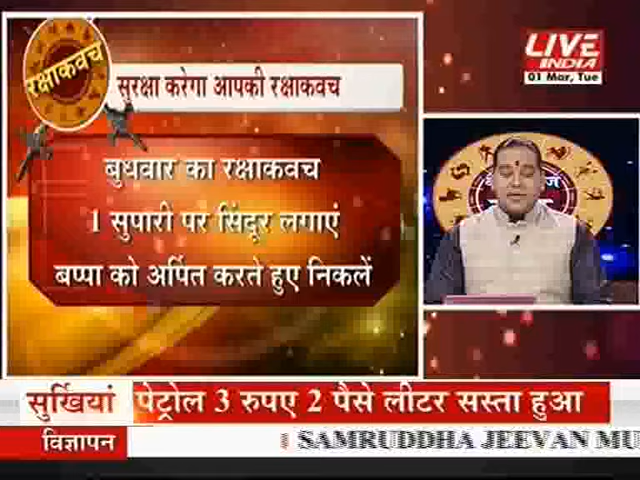 रक्षाकवच
सुरक्षा करेगा आपकी रक्षाकवच
LIVE
INDIA
01 Mar, Tue
बुधवार का रक्षाकवच
1 सुपारी पर सिंदूर लगाएं
बप्पा को अर्पित करते हुए निकलें
सुर्खियां
पेट्रोल 3 रुपए 2 पैसे लीटर सस्ता हुआ
विज्ञापन
SAMRUDDHA JEEVAN MU